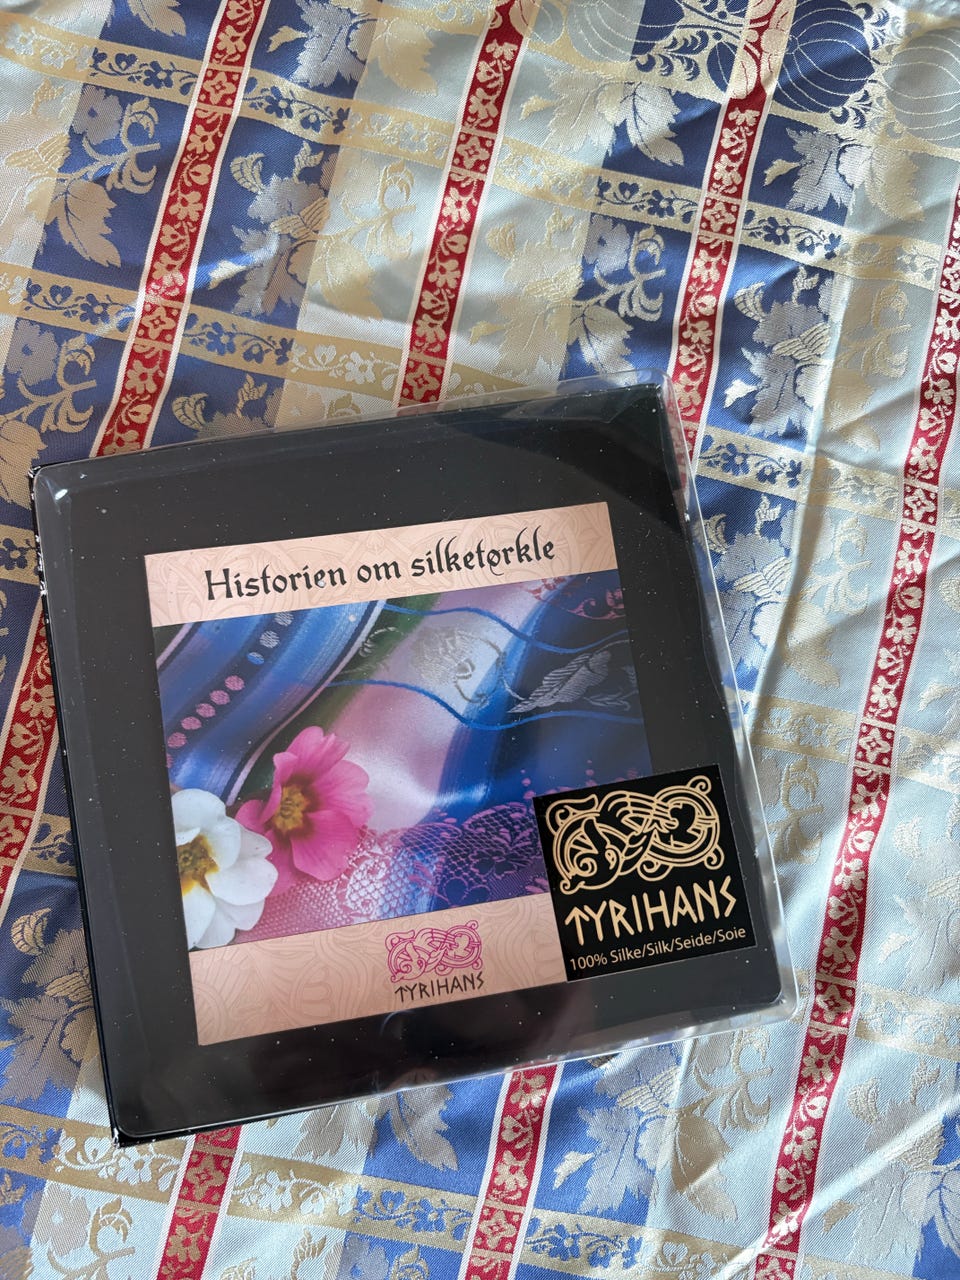 Historien om silketørkle
TYRIHANS
TYRIHANS
100% Silke/Silk/Seide/Soie